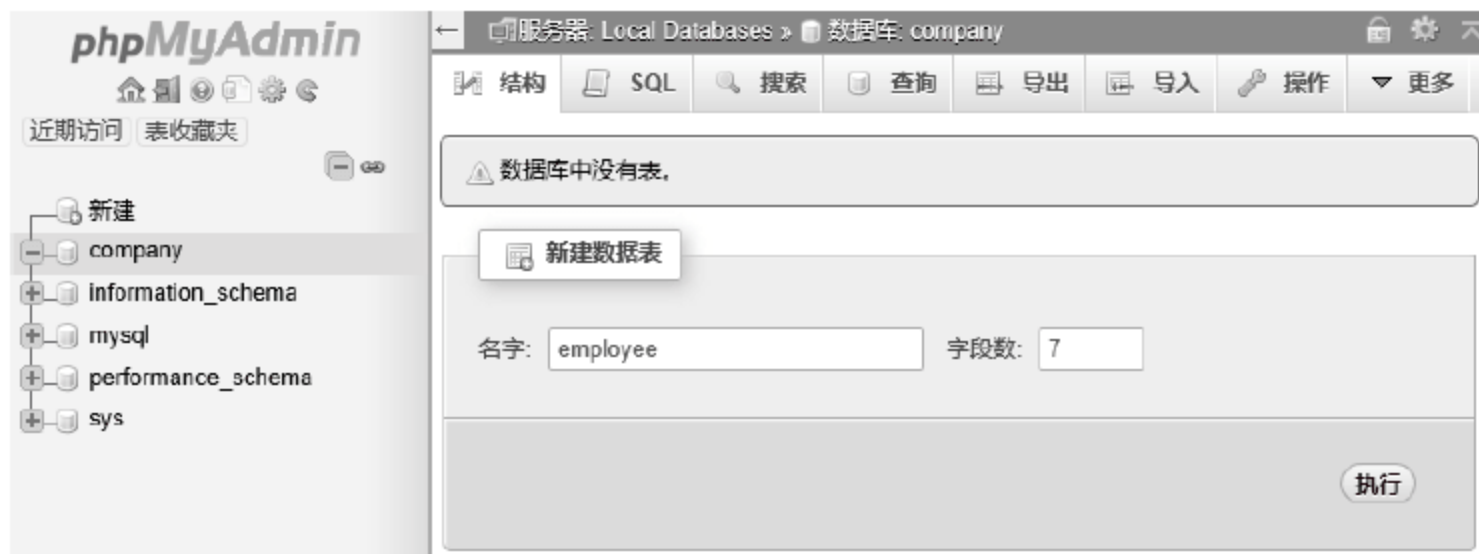 phpMyAdmin
近期访问 表收藏夹
新建
company
information_schema
mysql
performance_schema
sys
服务器: Local Databases » 数据库: company
结构 SQL 搜索 查询 导出 导入 操作 更多
数据库中没有表。
新建数据表
名字: employee 字段数: 7
执行